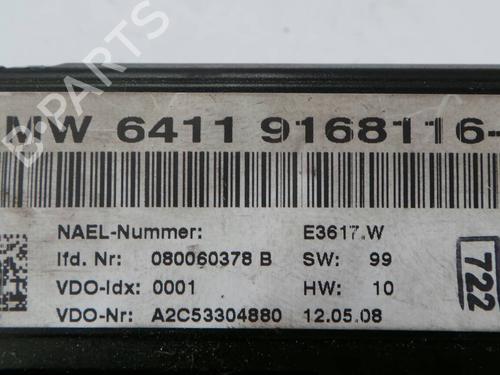 MW 6411 9168116-
NAEL-Nummer: E3617.W
lfd. Nr: 080060378 B SW: 99
VDO-Idx: 0001 HW: 10
VDO-Nr: A2C53304880 12.05.08
722
B-PARTS